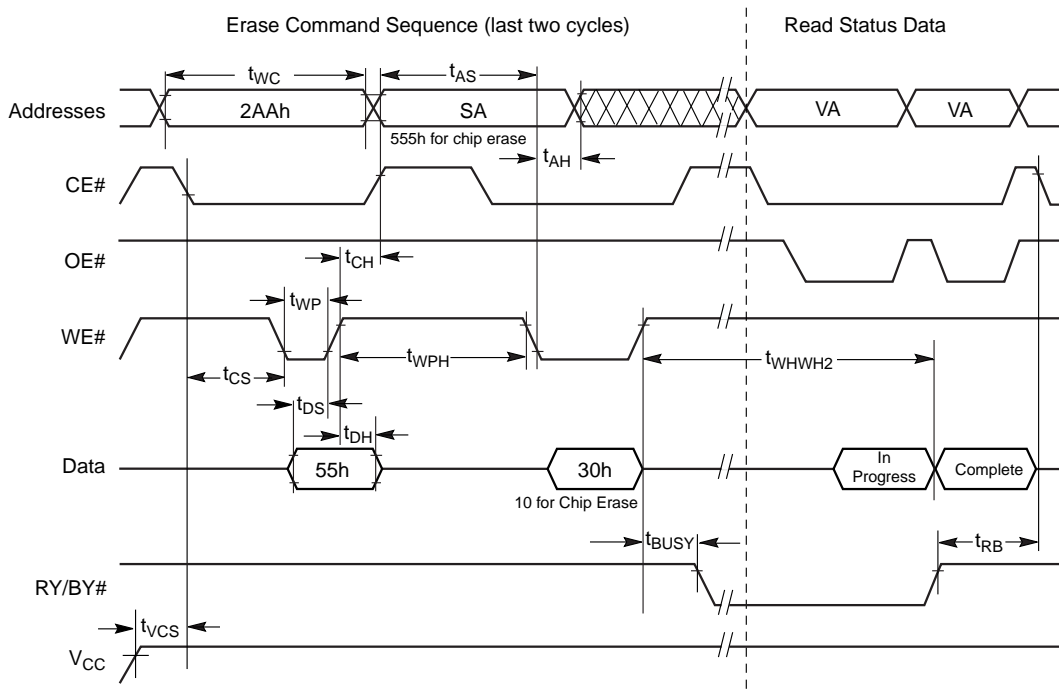 Erase Command Sequence (last two cycles)
Read Status Data
tWC
tAS
Addresses
2AAh
SA
VA
VA
555h for chip erase
tAH
CE#
OE#
tCH
tWP
WE#
tWPH
tWHWH2
tCS
tDS
tDH
Data
55h
30h
In
Progress
Complete
10 for Chip Erase
tBUSY
tRB
RY/BY#
tVCS
VCC